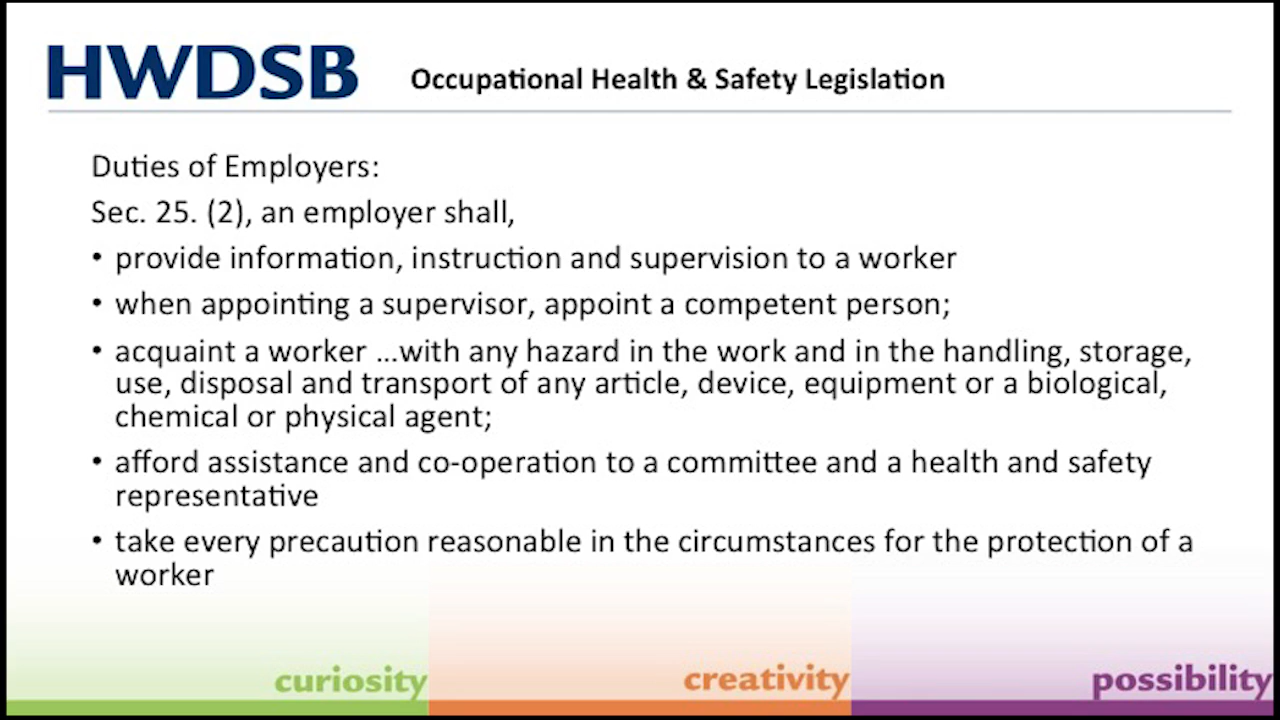 HWDSB
Occupational Health & Safety Legislation
Duties of Employers:
Sec. 25. (2), an employer shall,
• provide information, instruction and supervision to a worker
• when appointing a supervisor, appoint a competent person;
• acquaint a worker ...with any hazard in the work and in the handling, storage,
use, disposal and transport of any article, device, equipment or a biological,
chemical or physical agent;
• afford assistance and co-operation to a committee and a health and safety
representative
• take every precaution reasonable in the circumstances for the protection of a
worker
curiosity
creativity
possibility